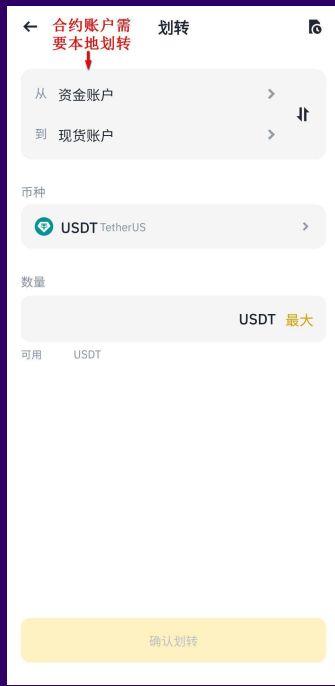 合约账户需
要本地划转
划转
从 资金账户
到 现货账户
币种
USDT TetherUS
数量
USDT 最大
可用 USDT
确认划转